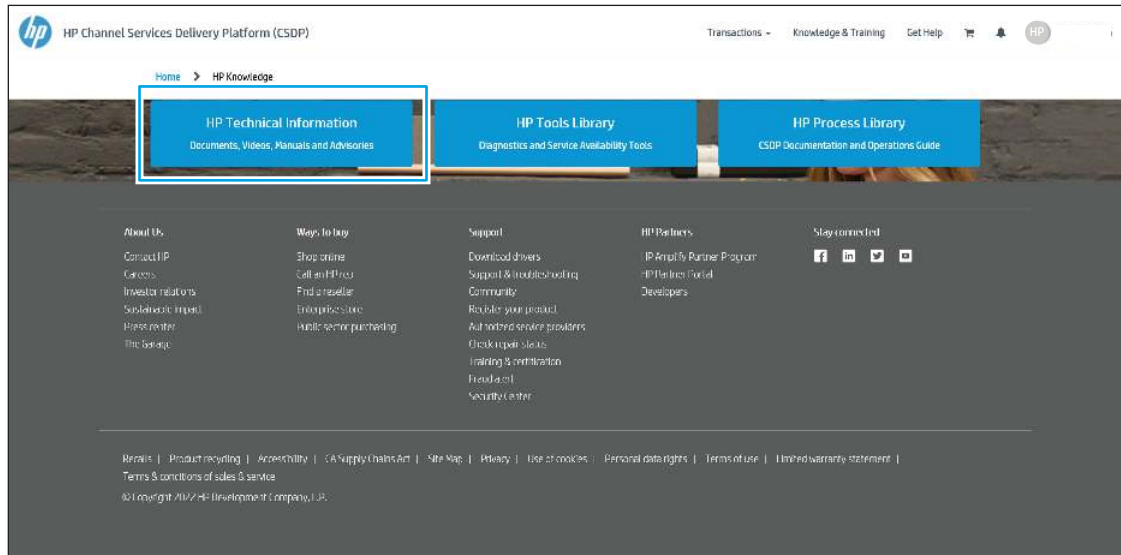 hp
HP Channel Services Delivery Platform (CSDP)
Transactions
Knowledge & Training
Get Help
HP
Home > HP Knowledge
HP Technical Information
Documents, Videos, Manuals and Advisories
HP Tools Library
Diagnostics and Service Availability Tools
HP Process Library
CSDP Documentation and Operations Guide
About Us
Contact HP
Careers
Investor relations
Sustainable impact
Press center
The Garage
Ways to buy
Shop online
Call an HP rep
Find a reseller
Enterprise store
Public sector purchasing
Support
Download drivers
Support & troubleshooting
Community
Register your product
Authorized service providers
Check repair status
Training & certification
Fraud alert
Security Center
HP Partners
HP Amplify Partner Program
HP Partner Portal
Developers
Stay connected
Recalls | Product recycling | Accessibility | CA Supply Chains Act | Site Map | Privacy | Use of cookies | Personal data rights | Terms of use | Limited warranty statement |
Terms & conditions of sales & service
© Copyright 2022 HP Development Company, L.P.